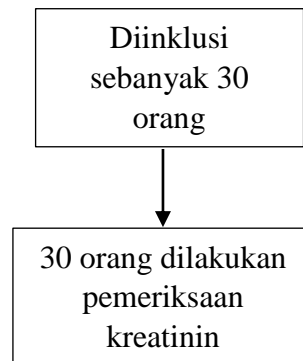 Diinklusi
sebanyak 30
orang
30 orang dilakukan
pemeriksaan
kreatinin